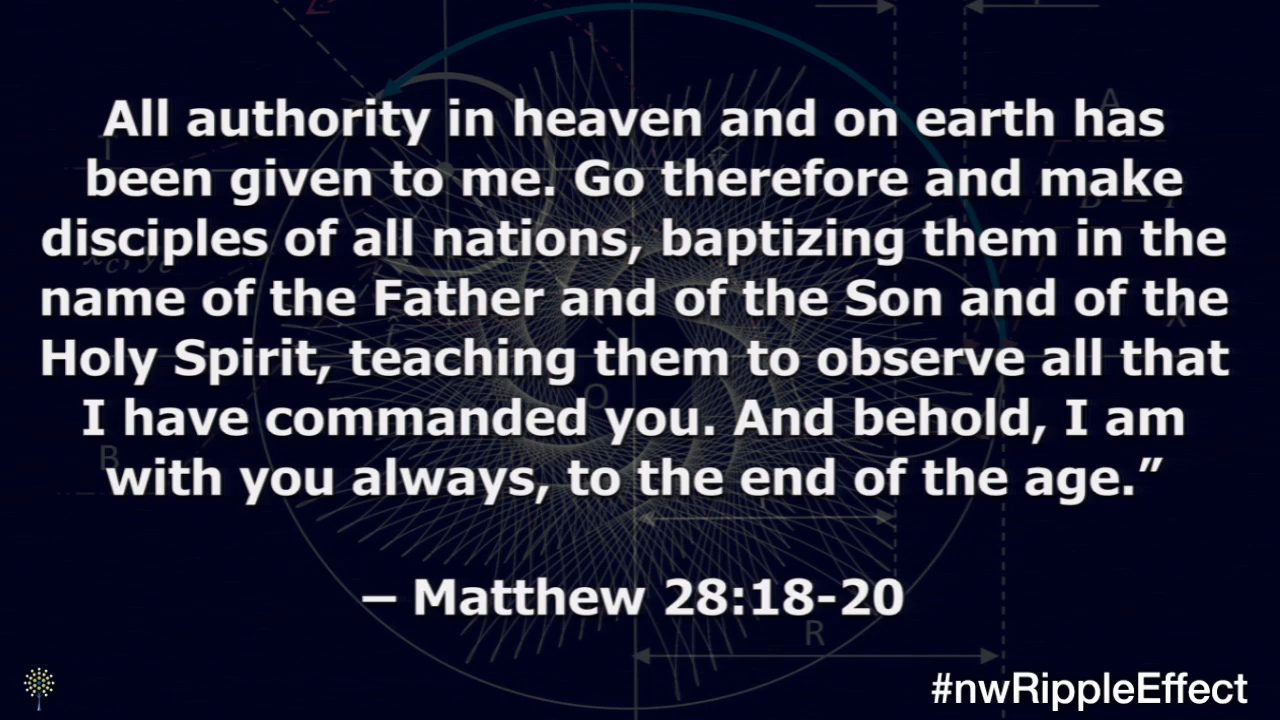 All authority in heaven and on earth has
been given to me. Go therefore and make
disciples of all nations, baptizing them in the
name of the Father and of the Son and of the
Holy Spirit, teaching them to observe all that
I have commanded you. And behold, I am
with you always, to the end of the age.”
– Matthew 28:18-20
R
#nwRippleEffect